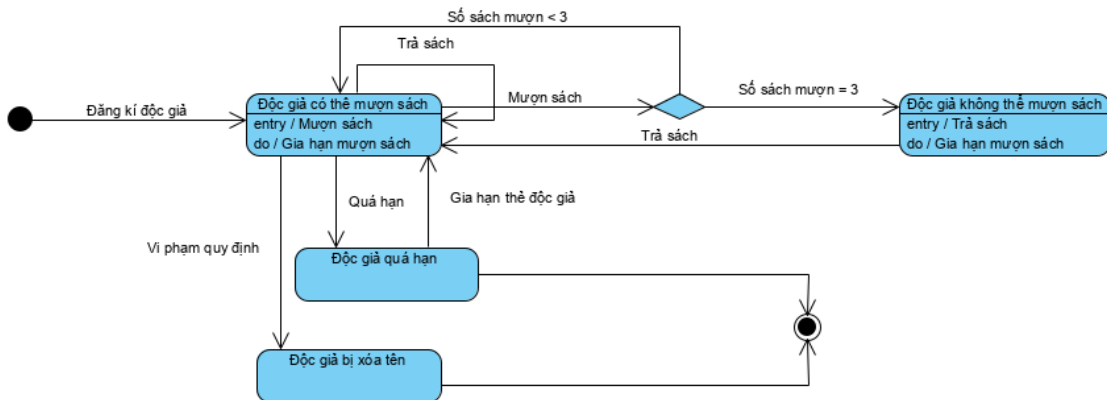 Số sách mượn < 3
Trả sách
Độc giả có thể mượn sách
entry / Mượn sách
do / Gia hạn mượn sách
Đăng kí độc giả
Mượn sách
Số sách mượn = 3
Độc giả không thể mượn sách
entry / Trả sách
do / Gia hạn mượn sách
Trả sách
Quá hạn
Gia hạn thẻ độc giả
Vi phạm quy định
Độc giả quá hạn
Độc giả bị xóa tên